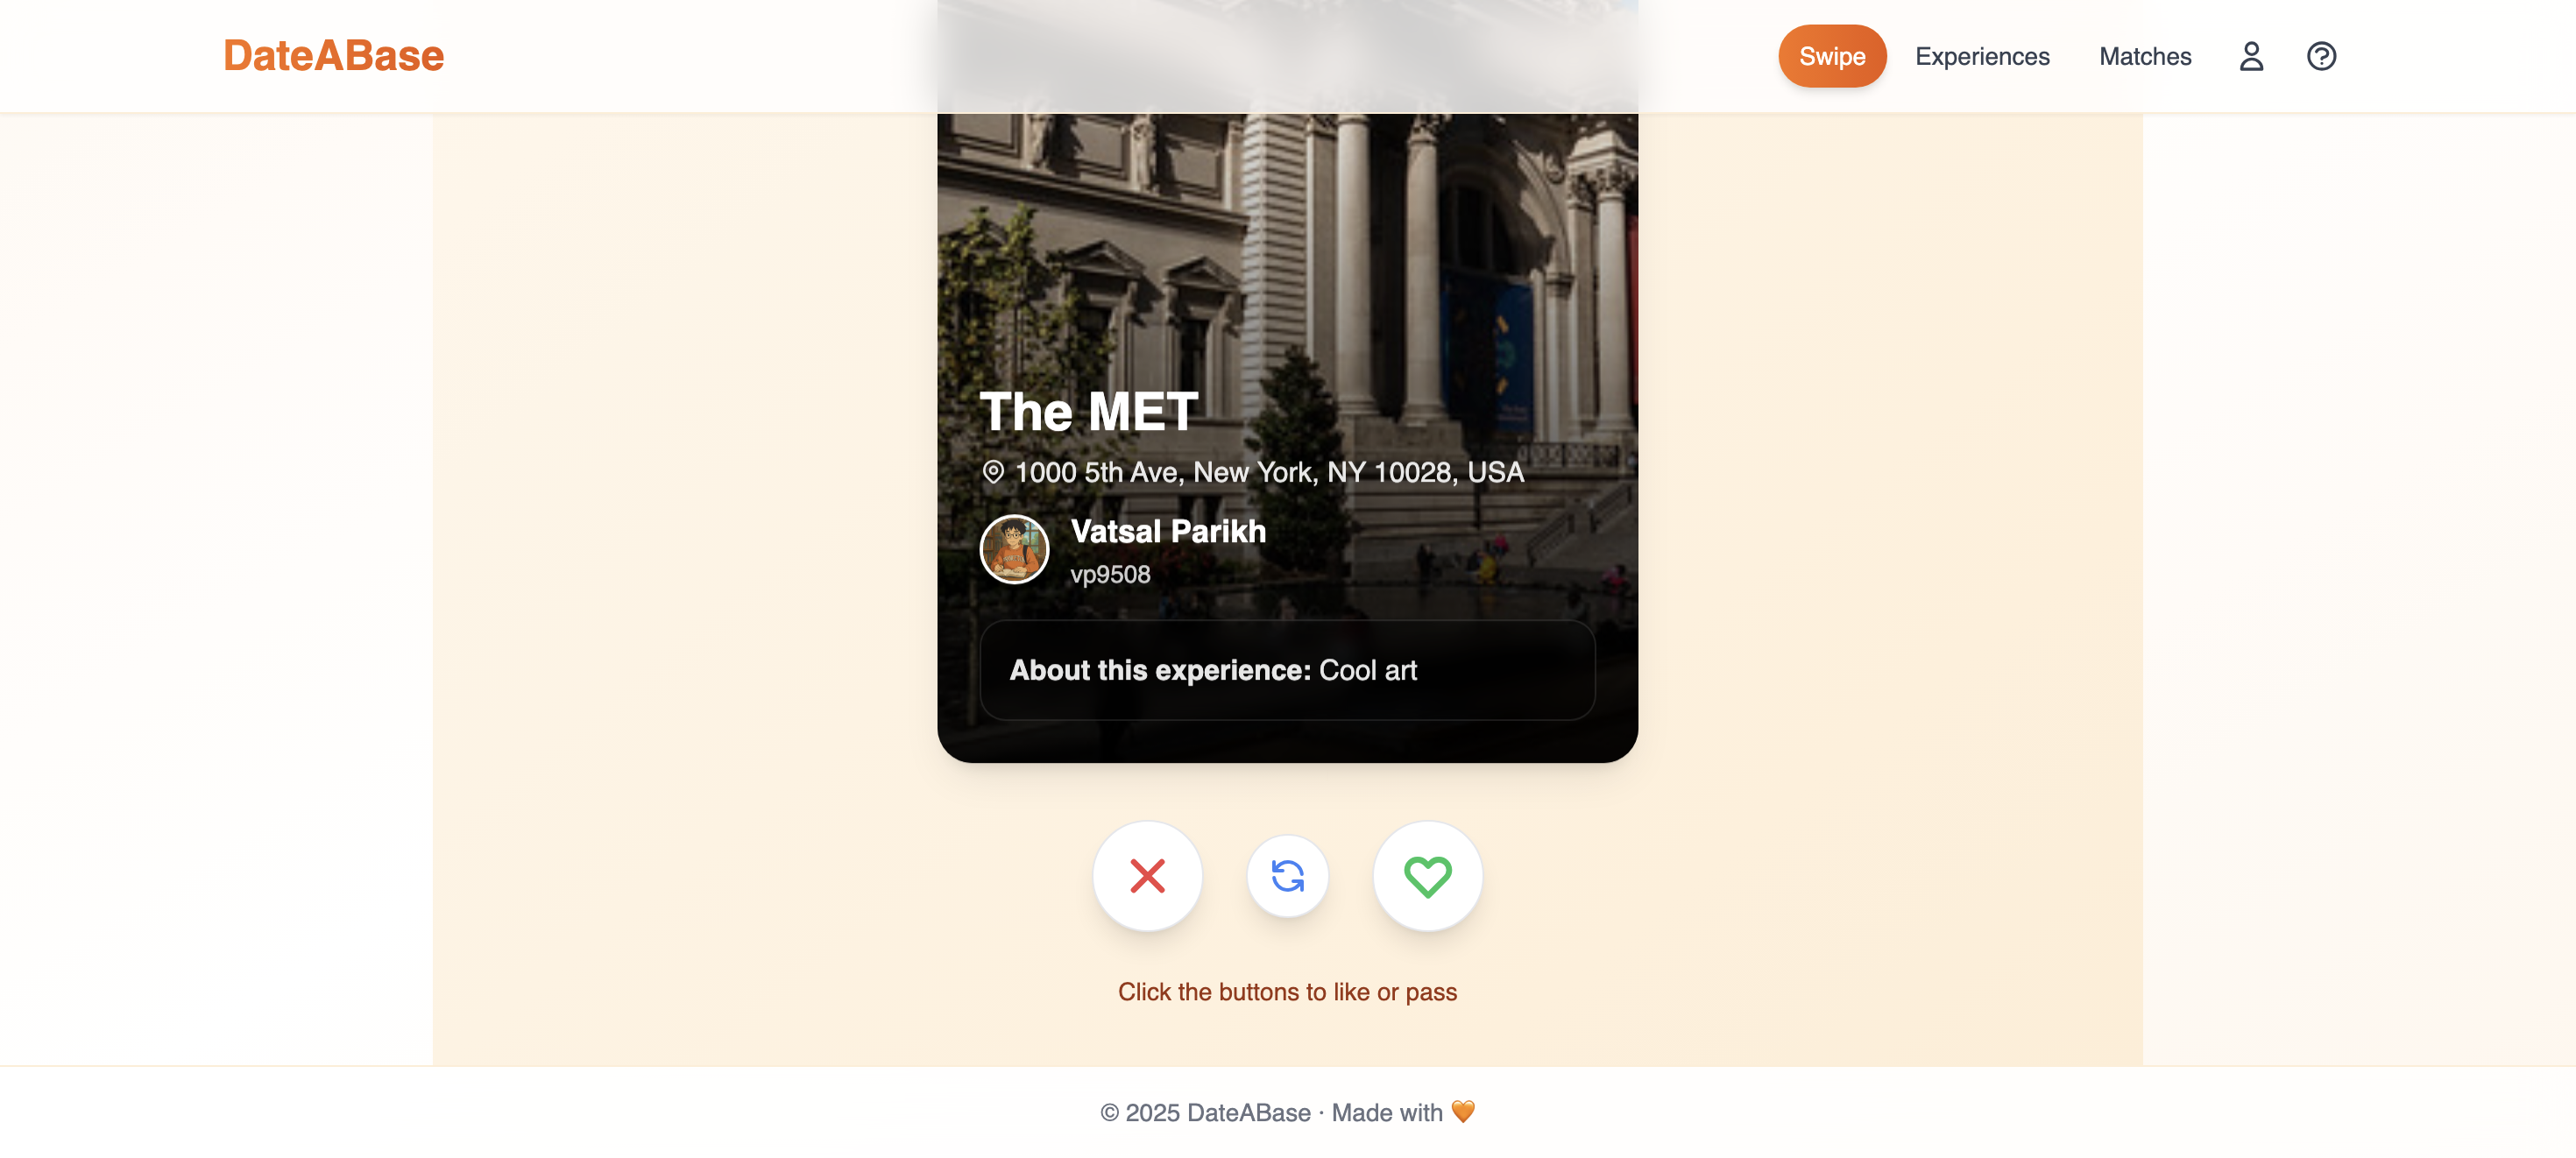 DateABase
Swipe
Experiences
Matches
The MET
1000 5th Ave, New York, NY 10028, USA
Vatsal Parikh
vp9508
About this experience: Cool art
Click the buttons to like or pass
© 2025 DateABase · Made with 🧡